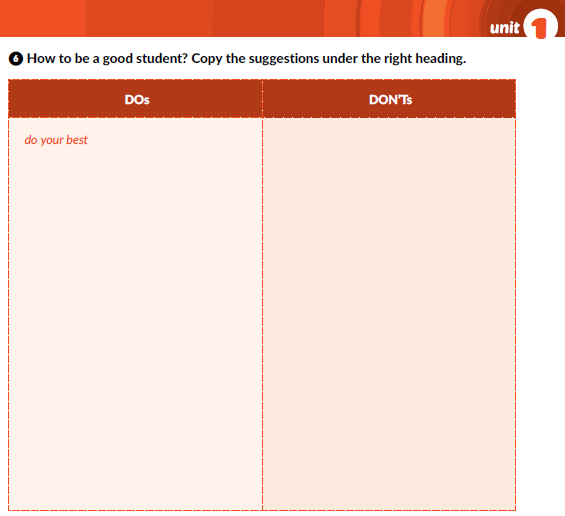 unit 1
6 How to be a good student? Copy the suggestions under the right heading.
DOs
DON'Ts
do your best